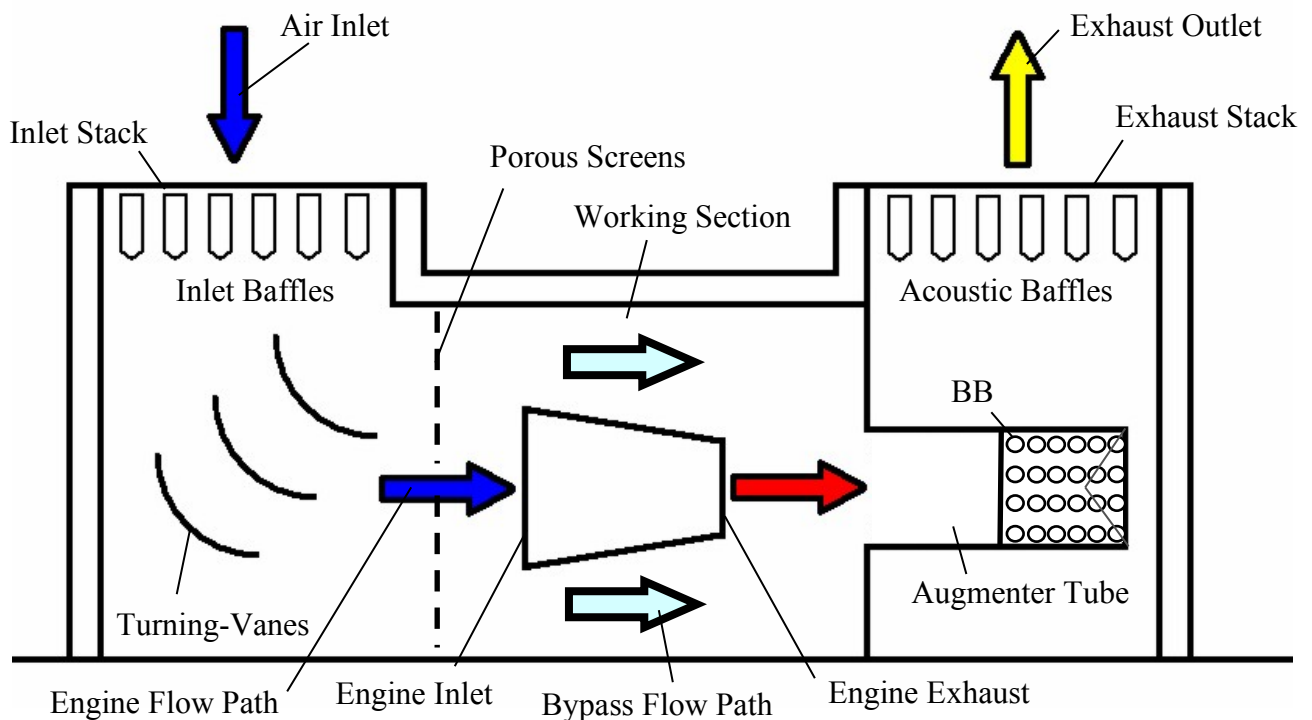 Air Inlet
Exhaust Outlet
Inlet Stack
Exhaust Stack
Porous Screens
Working Section
Inlet Baffles
Acoustic Baffles
BB
Augmenter Tube
Turning-Vanes
Engine Flow Path
Engine Inlet
Bypass Flow Path
Engine Exhaust